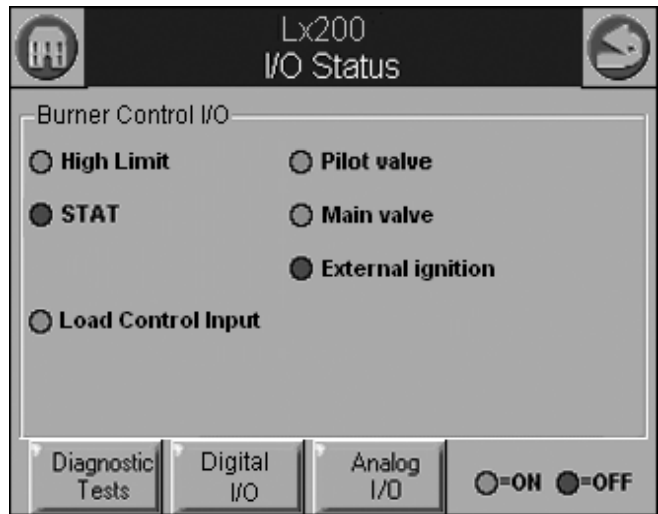 Lx200
I/O Status
Burner Control I/O
High Limit
Pilot valve
STAT
Main valve
External ignition
Load Control Input
Diagnostic
Tests
Digital
I/O
Analog
I/O
=ON =OFF